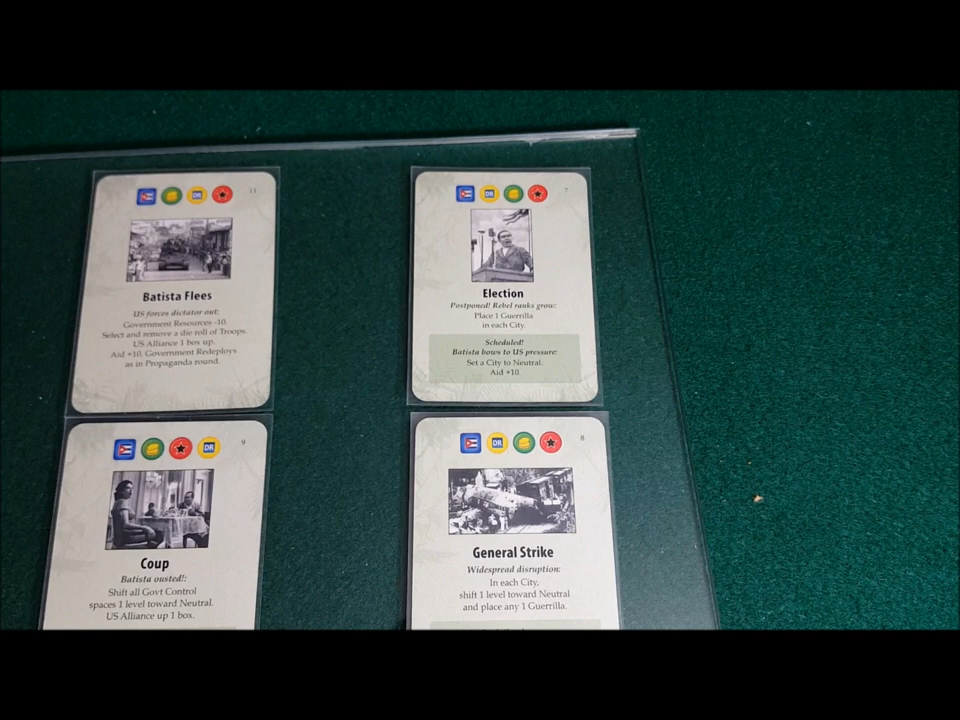 DR
11
Batista Flees
US forces dictator out:
Government Resources -10.
Select and remove a die roll of Troops.
US Alliance 1 box up.
Aid +10, Government Redeploys
as in Propaganda round.
DR
7
Election
Postponed! Rebel ranks grow:
Place 1 Guerrilla
in each City.
Scheduled!
Batista bows to US pressure:
Set a City to Neutral.
Aid +10.
DR
9
Coup
Batista ousted!:
Shift all Govt Control
spaces 1 level toward Neutral.
US Alliance up 1 box.
DR
8
General Strike
Widespread disruption:
In each City,
shift 1 level toward Neutral
and place any 1 Guerrilla.